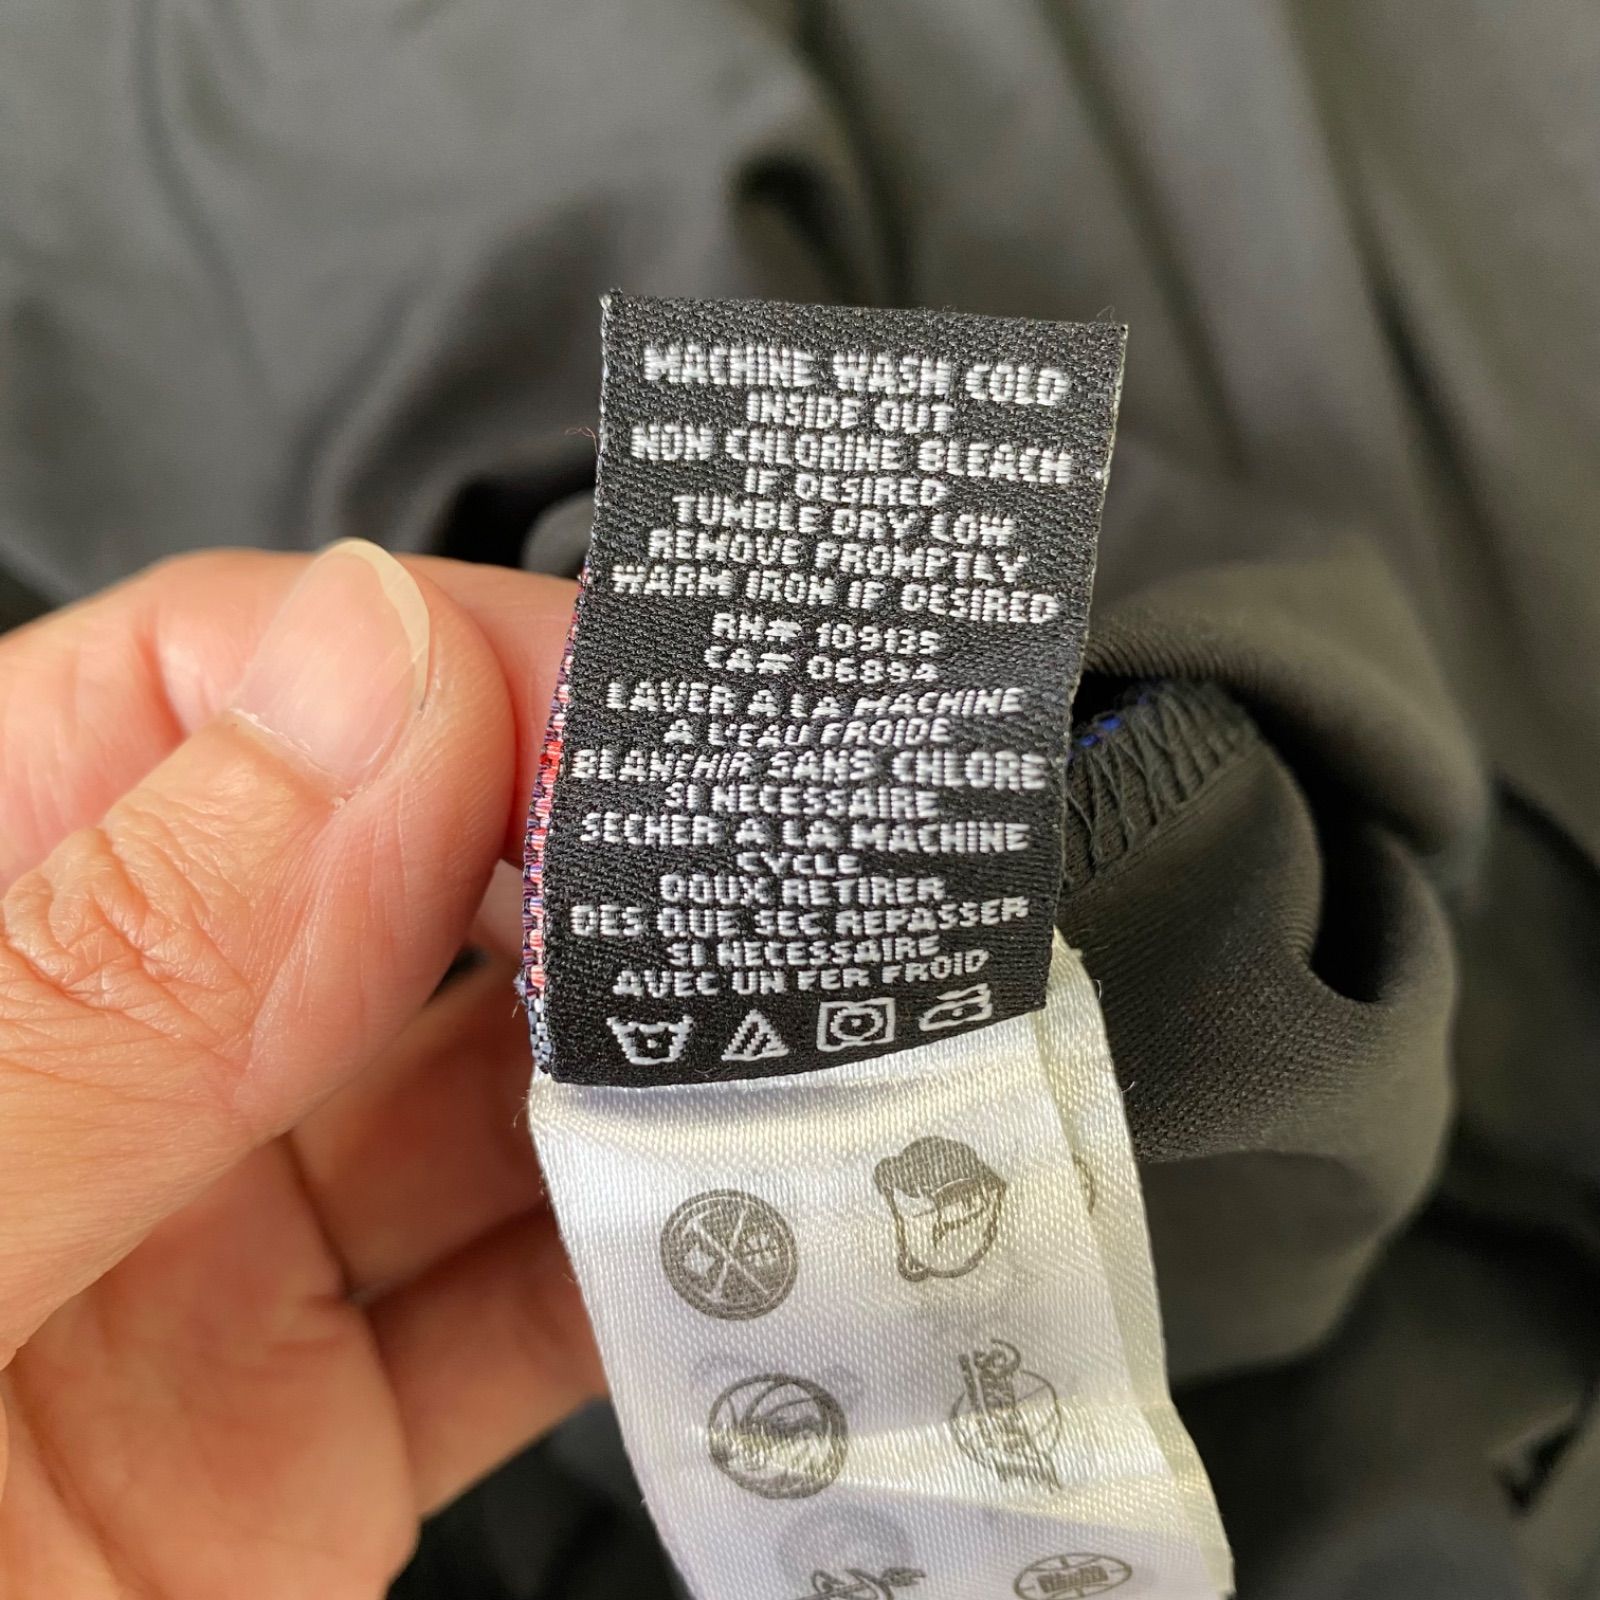 MACHINE WASH COLD
INSIDE OUT
NON CHLORINE BLEACH
IF DESIRED
TUMBLE DRY LOW
REMOVE PROMPTLY
WARM IRON IF DESIRED
RN# 109135
CA# 06894
LAVER A LA MACHINE
A L'EAU FROIDE
BLANCHIR SANS CHLORE
SI NECESSAIRE
SECHER A LA MACHINE
CYCLE
DOUX RETIRER
DES QUE SEC REPASSER
SI NECESSAIRE
AVEC UN FER FROID